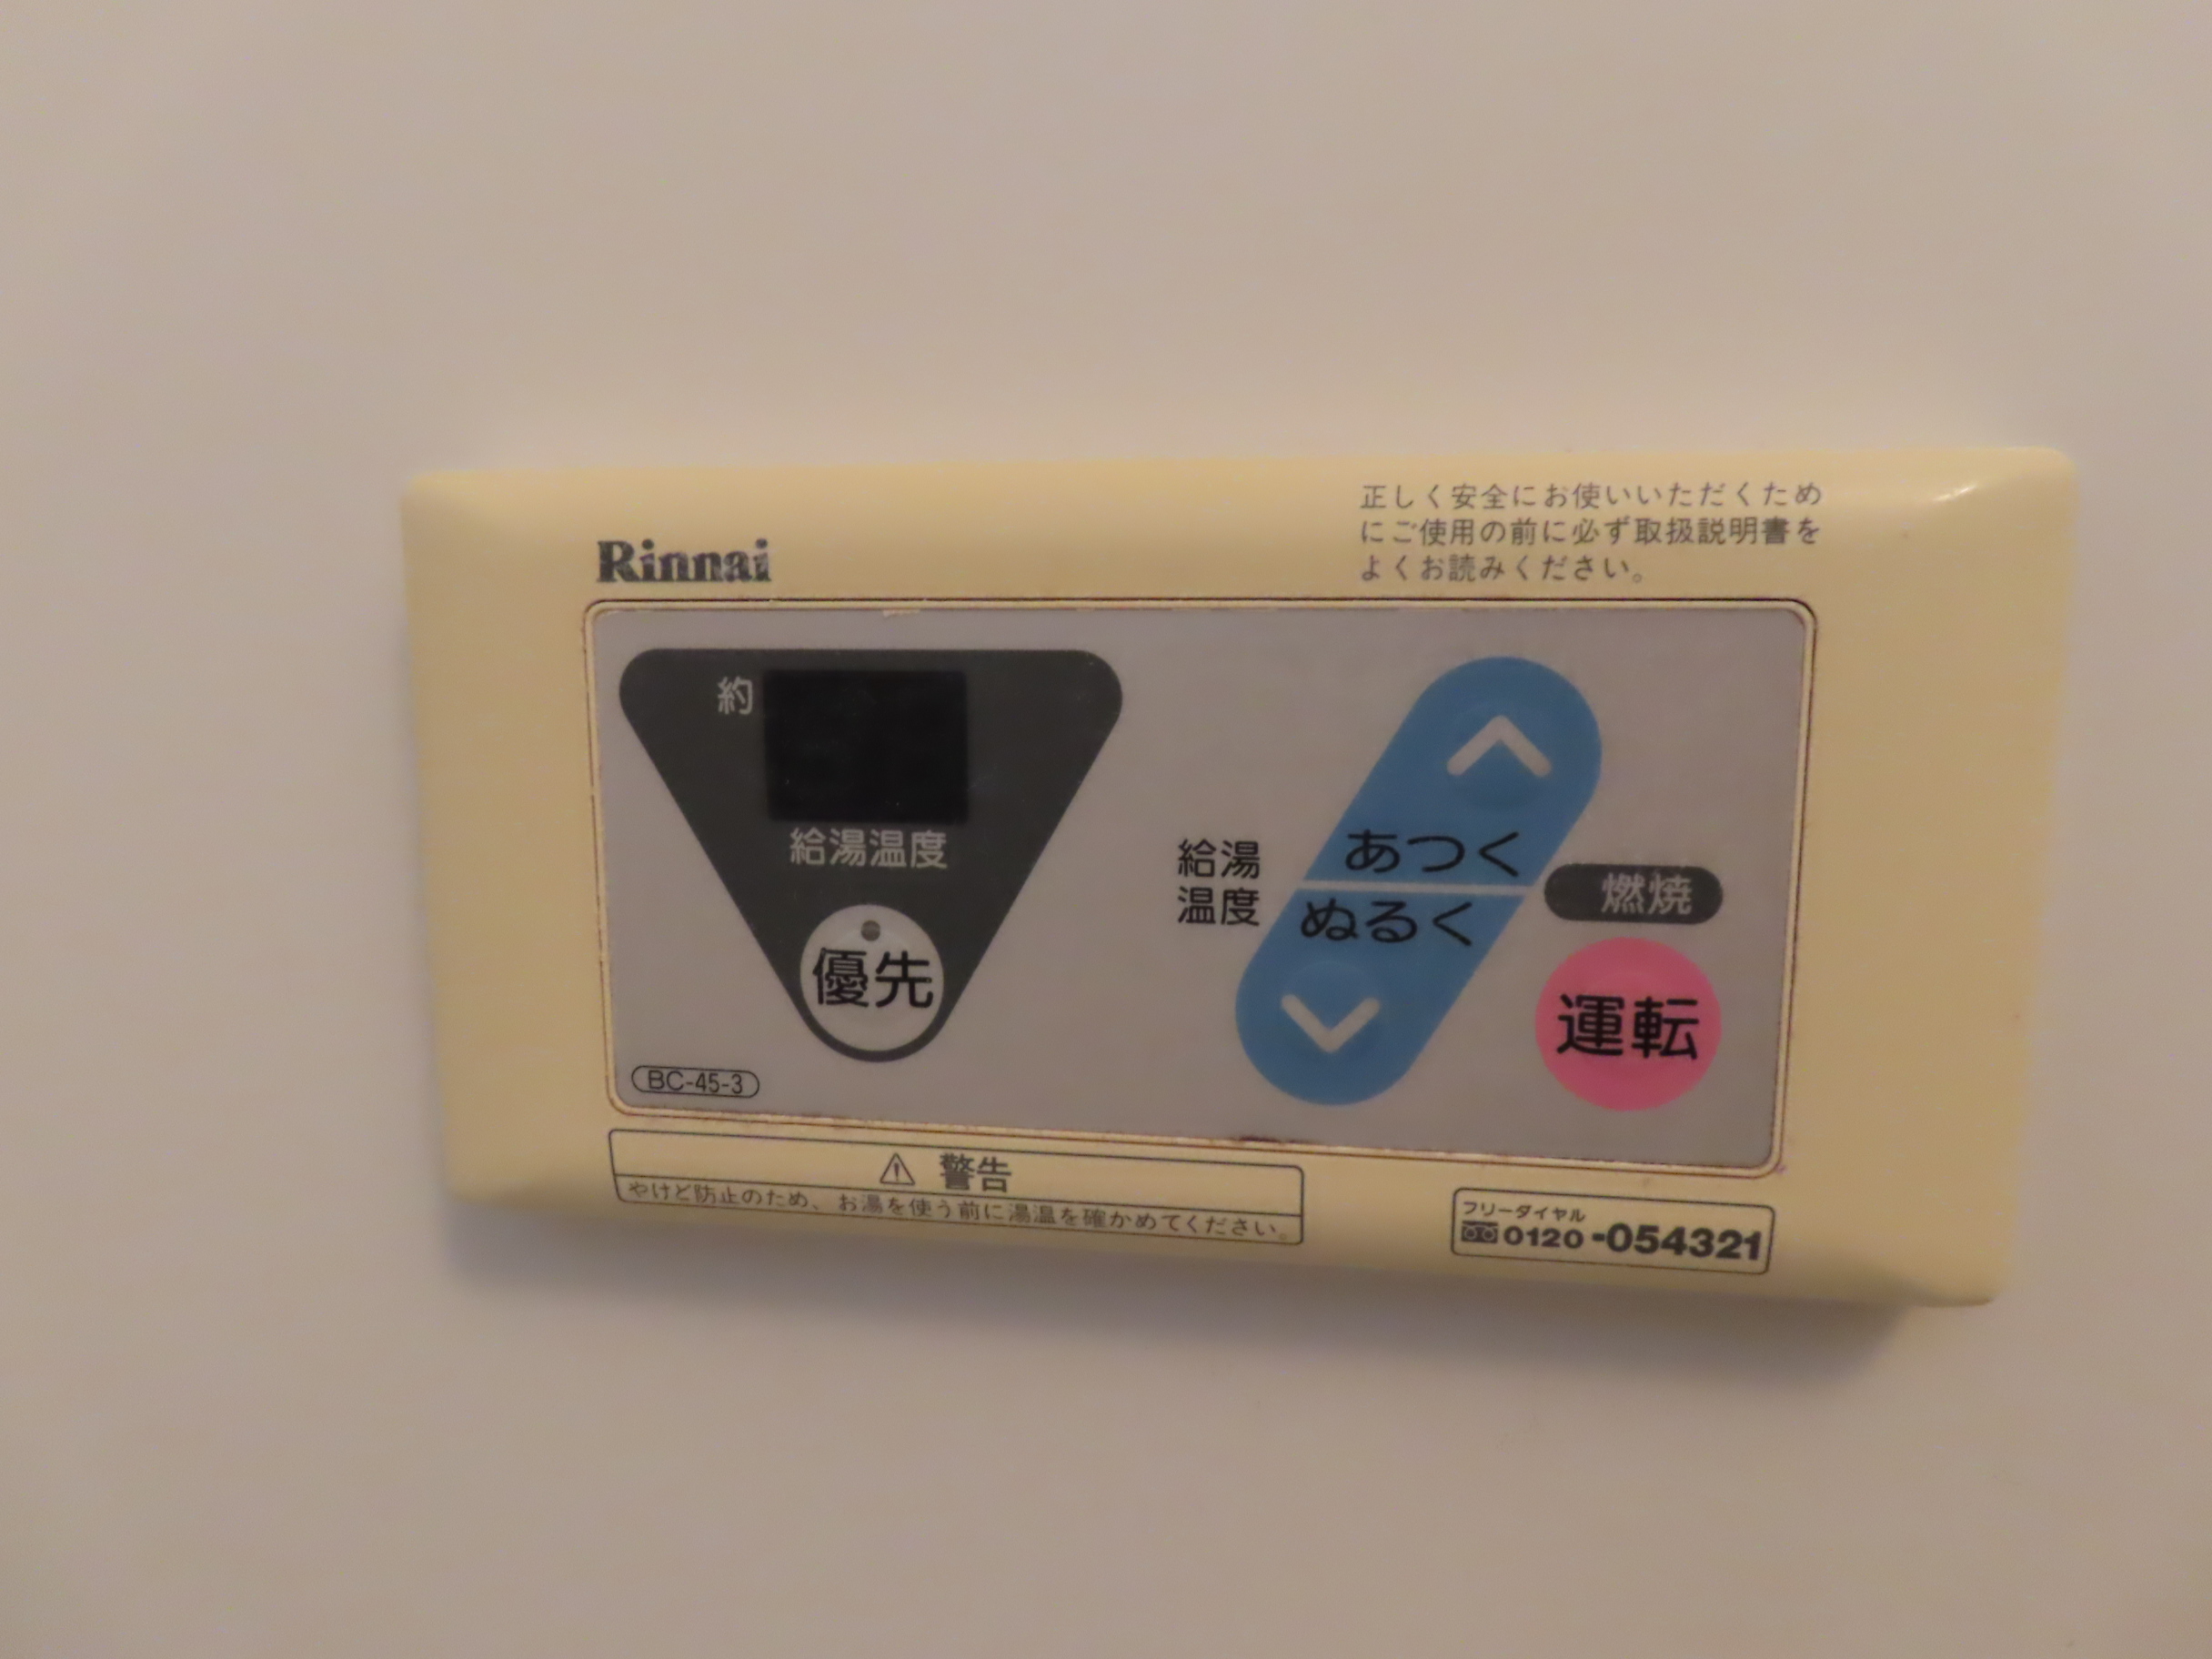 Rinnai
正しく安全にお使いいただくため
にご使用の前に必ず取扱説明書を
よくお読みください。
約
給湯温度
優先
BC-45-3
給湯
温度
あつく
ぬるく
燃焼
運転
警告
やけど防止のため、お湯を使う前に湯温を確かめてください。
フリーダイヤル
0120-054321